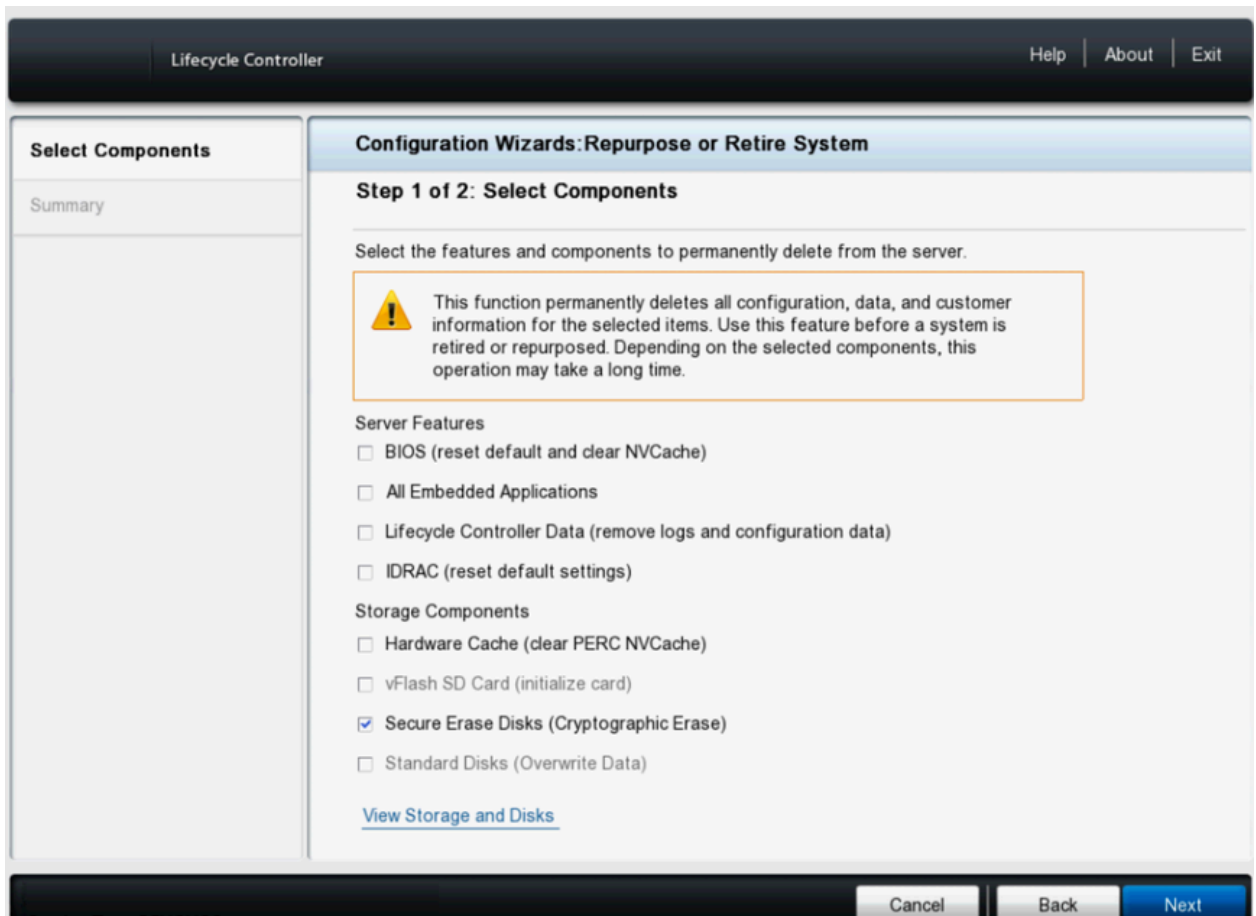 Lifecycle Controller
Help
About
Exit
Select Components
Summary
Configuration Wizards:Repurpose or Retire System
Step 1 of 2: Select Components
Select the features and components to permanently delete from the server.
This function permanently deletes all configuration, data, and customer
information for the selected items. Use this feature before a system is
retired or repurposed. Depending on the selected components, this
operation may take a long time.
Server Features
BIOS (reset default and clear NVCache)
All Embedded Applications
Lifecycle Controller Data (remove logs and configuration data)
IDRAC (reset default settings)
Storage Components
Hardware Cache (clear PERC NVCache)
vFlash SD Card (initialize card)
Secure Erase Disks (Cryptographic Erase)
Standard Disks (Overwrite Data)
View Storage and Disks
Cancel
Back
Next